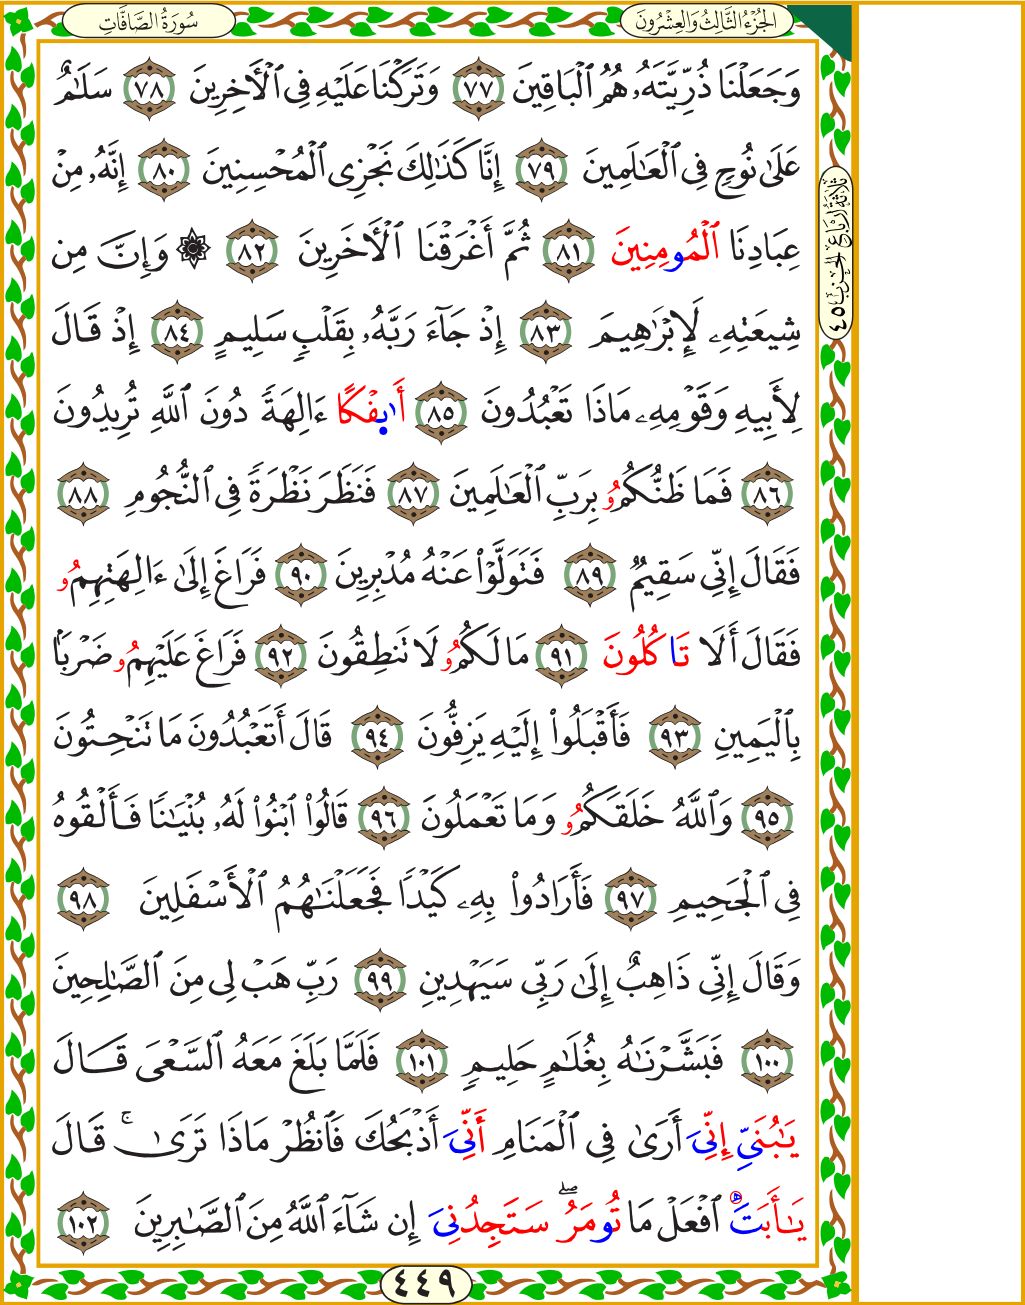 سُورَةُ الصَّافَّاتِ
الجُزْءُ الثَّالِثُ وَالعِشْرُونَ
وَجَعَلْنَا ذُرِّيَّتَهُۥ هُمُ ٱلْبَاقِينَ ٧٧ وَتَرَكْنَا عَلَيْهِ فِى ٱلْأَخِرِينَ ٧٨ سَلَٰمٌ
عَلَىٰ نُوحٍ فِى ٱلْعَٰلَمِينَ ٧٩ إِنَّا كَذَٰلِكَ نَجْزِى ٱلْمُحْسِنِينَ ٨٠ إِنَّهُۥ مِنْ
عِبَادِنَا ٱلْمُومِنِينَ ٨١ ثُمَّ أَغْرَقْنَا ٱلْأَخَرِينَ ٨٢ ۞ وَإِنَّ مِن
شِيعَتِهِۦ لَإِبْرَٰهِيمَ ٨٣ إِذْ جَآءَ رَبَّهُۥ بِقَلْبٍ سَلِيمٍ ٨٤ إِذْ قَالَ
لِأَبِيهِ وَقَوْمِهِۦ مَاذَا تَعْبُدُونَ ٨٥ أَٰىِٕفْكًا ءَالِهَةً دُونَ ٱللَّهِ تُرِيدُونَ
٨٦ فَمَا ظَنُّكُمُۥ بِرَبِّ ٱلْعَٰلَمِينَ ٨٧ فَنَظَرَ نَظْرَةً فِى ٱلنُّجُومِ ٨٨
فَقَالَ إِنِّى سَقِيمٌ ٨٩ فَتَوَلَّوْا۟ عَنْهُ مُدْبِرِينَ ٩٠ فَرَاغَ إِلَىٰ ءَالِهَتِهِمُۥ
فَقَالَ أَلَا تَاكُلُونَ ٩١ مَا لَكُمُۥ لَا تَنطِقُونَ ٩٢ فَرَاغَ عَلَيْهِمُۥ ضَرْبًۢا
بِٱلْيَمِينِ ٩٣ فَأَقْبَلُوٓا۟ إِلَيْهِ يَزِفُّونَ ٩٤ قَالَ أَتَعْبُدُونَ مَا تَنْحِتُونَ
٩٥ وَٱللَّهُ خَلَقَكُمُۥ وَمَا تَعْمَلُونَ ٩٦ قَالُوا۟ ٱبْنُوا۟ لَهُۥ بُنْيَٰنًا فَأَلْقُوهُ
فِى ٱلْجَحِيمِ ٩٧ فَأَرَادُوا۟ بِهِۦ كَيْدًا فَجَعَلْنَٰهُمُ ٱلْأَسْفَلِينَ ٩٨
وَقَالَ إِنِّى ذَاهِبٌ إِلَىٰ رَبِّى سَيَهْدِينِ ٩٩ رَبِّ هَبْ لِى مِنَ ٱلصَّٰلِحِينَ
١٠٠ فَبَشَّرْنَٰهُ بِغُلَٰمٍ حَلِيمٍ ١٠١ فَلَمَّا بَلَغَ مَعَهُ ٱلسَّعْىَ قَالَ
يَٰبُنَىِّ إِنِّىَ أَرَىٰ فِى ٱلْمَنَامِ أَنِّىَ أَذْبَحُكَ فَٱنظُرْ مَاذَا تَرَىٰ ۚ قَالَ
يَٰأَبَتَ ٱفْعَلْ مَا تُومَرُ ۖ سَتَجِدُنِىَ إِن شَآءَ ٱللَّهُ مِنَ ٱلصَّٰبِرِينَ ١٠٢
ثَلَاثَةُ أَرْبَاعِ الحِزْبِ ٤٥
٤٤٩